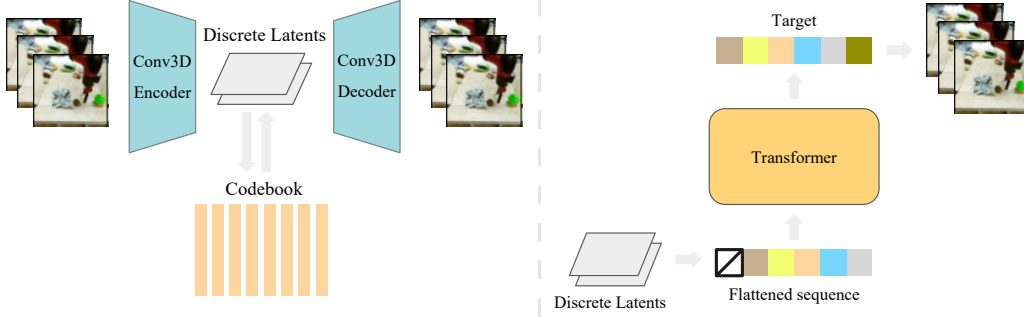 Discrete Latents
Conv3D
Encoder
Conv3D
Decoder
Codebook
Target
Transformer
Discrete Latents
Flattened sequence